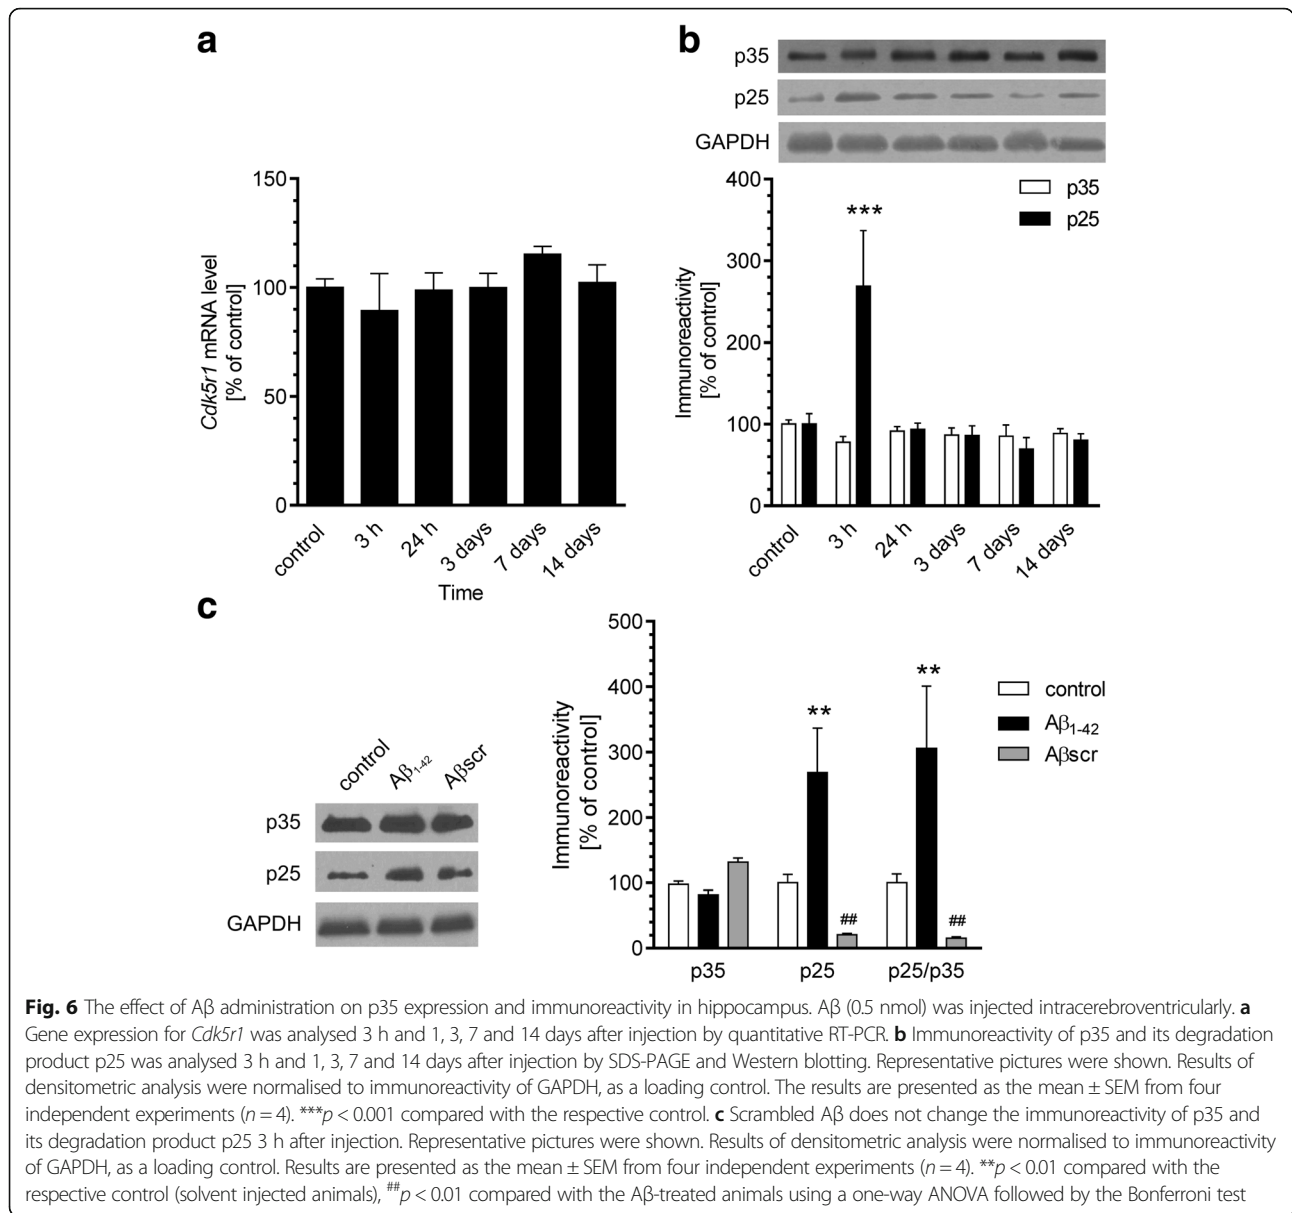 a
150
100
50
0
Cdk5r1 mRNA level
[% of control]
control
3 h
24 h
3 days
7 days
14 days
Time
b
p35
p25
GAPDH
400
300
200
100
0
Immunoreactivity
[% of control]
***
p35
p25
control
3 h
24 h
3 days
7 days
14 days
c
control
Aβ1-42
Aβscr
p35
p25
GAPDH
500
400
300
200
100
0
Immunoreactivity
[% of control]
**
**
##
##
p35
p25
p25/p35
control
Aβ1-42
Aβscr
Fig. 6 The effect of Aβ administration on p35 expression and immunoreactivity in hippocampus. Aβ (0.5 nmol) was injected intracerebroventricularly. a
Gene expression for Cdk5r1 was analysed 3 h and 1, 3, 7 and 14 days after injection by quantitative RT-PCR. b Immunoreactivity of p35 and its degradation
product p25 was analysed 3 h and 1, 3, 7 and 14 days after injection by SDS-PAGE and Western blotting. Representative pictures were shown. Results of
densitometric analysis were normalised to immunoreactivity of GAPDH, as a loading control. The results are presented as the mean ± SEM from four
independent experiments (n = 4). ***p < 0.001 compared with the respective control. c Scrambled Aβ does not change the immunoreactivity of p35 and
its degradation product p25 3 h after injection. Representative pictures were shown. Results of densitometric analysis were normalised to immunoreactivity
of GAPDH, as a loading control. Results are presented as the mean ± SEM from four independent experiments (n = 4). **p < 0.01 compared with the
respective control (solvent injected animals), ##p < 0.01 compared with the Aβ-treated animals using a one-way ANOVA followed by the Bonferroni test